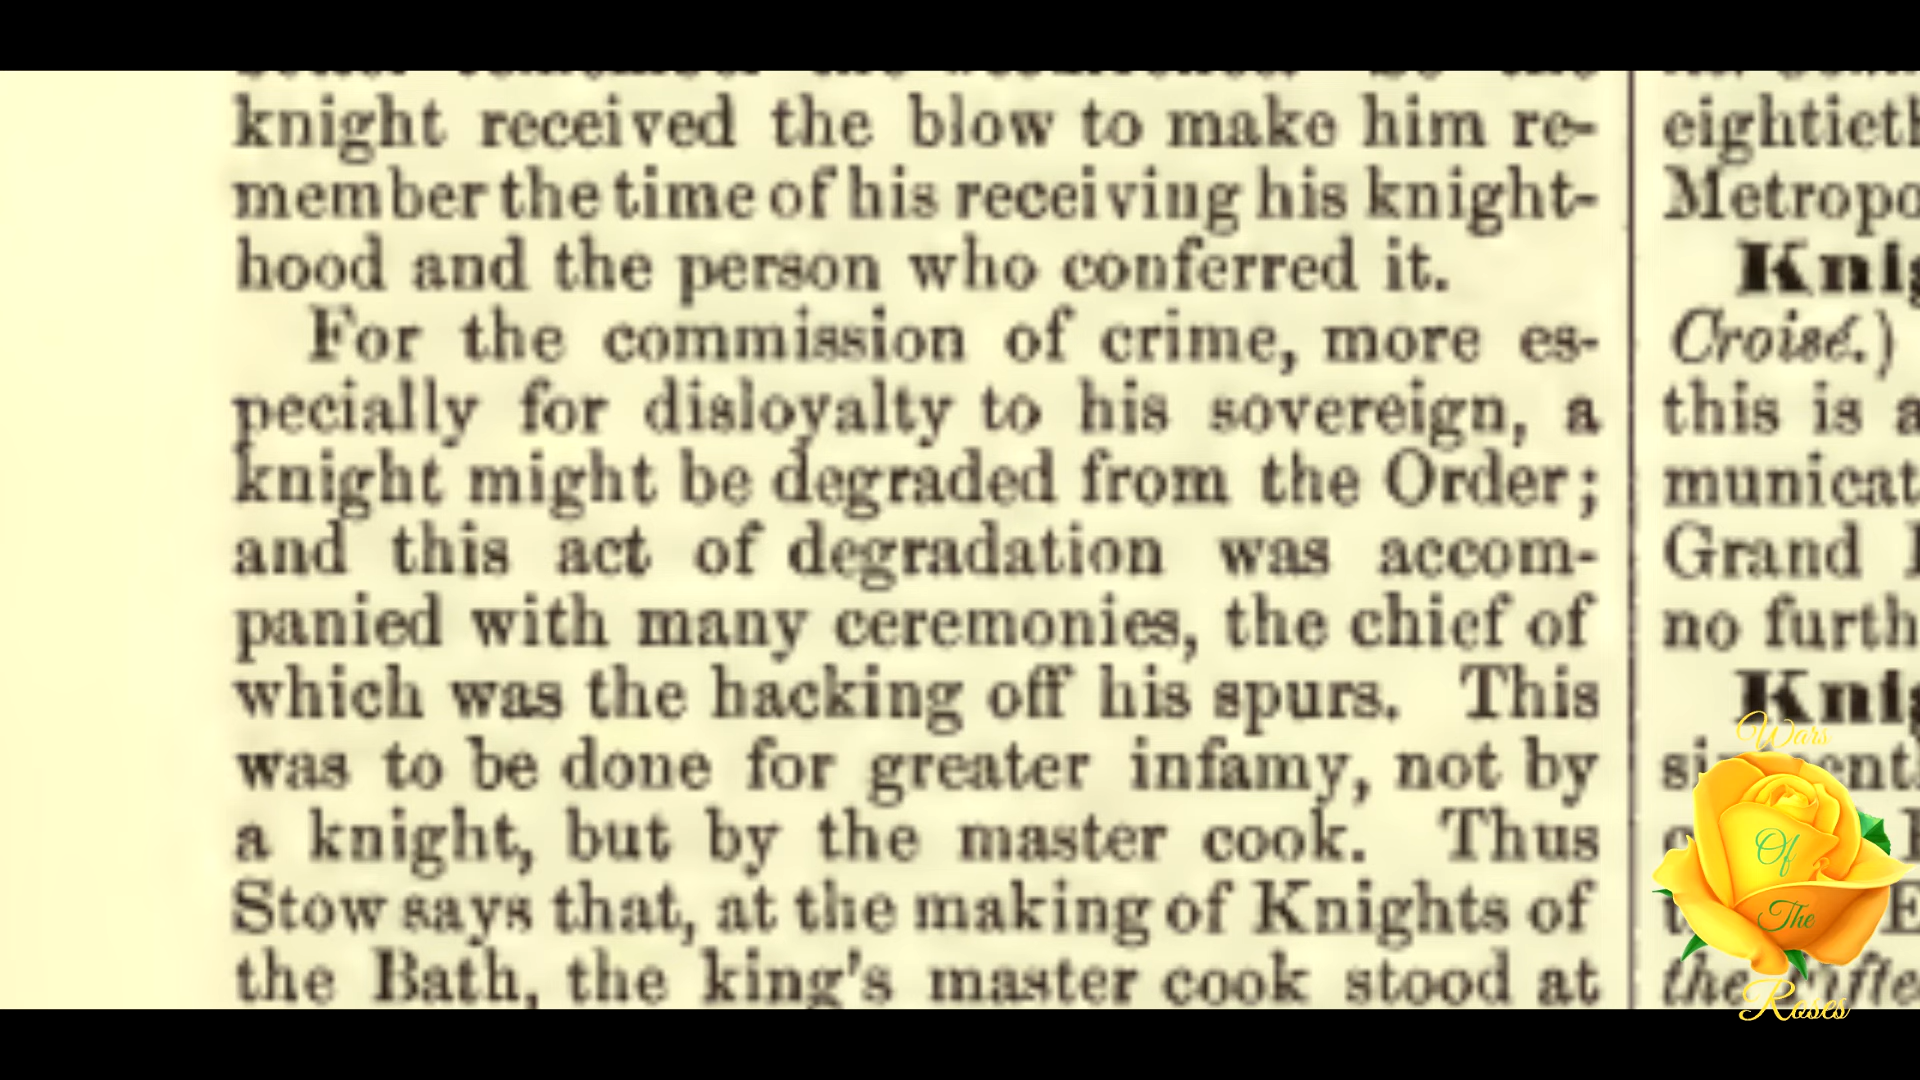 knight received the blow to make him re-
member the time of his receiving his knight-
hood and the person who conferred it.
For the commission of crime, more es-
pecially for disloyalty to his sovereign, a
knight might be degraded from the Order;
and this act of degradation was accom-
panied with many ceremonies, the chief of
which was the hacking off his spurs. This
was to be done for greater infamy, not by
a knight, but by the master cook. Thus
Stow says that, at the making of Knights of
the Bath, the king's master cook stood at
eightieth
Metropo
Knig
Croisé.)
this is a
municat
Grand
no furth
Knig
the Fifte
Wars
Of
The
Roses